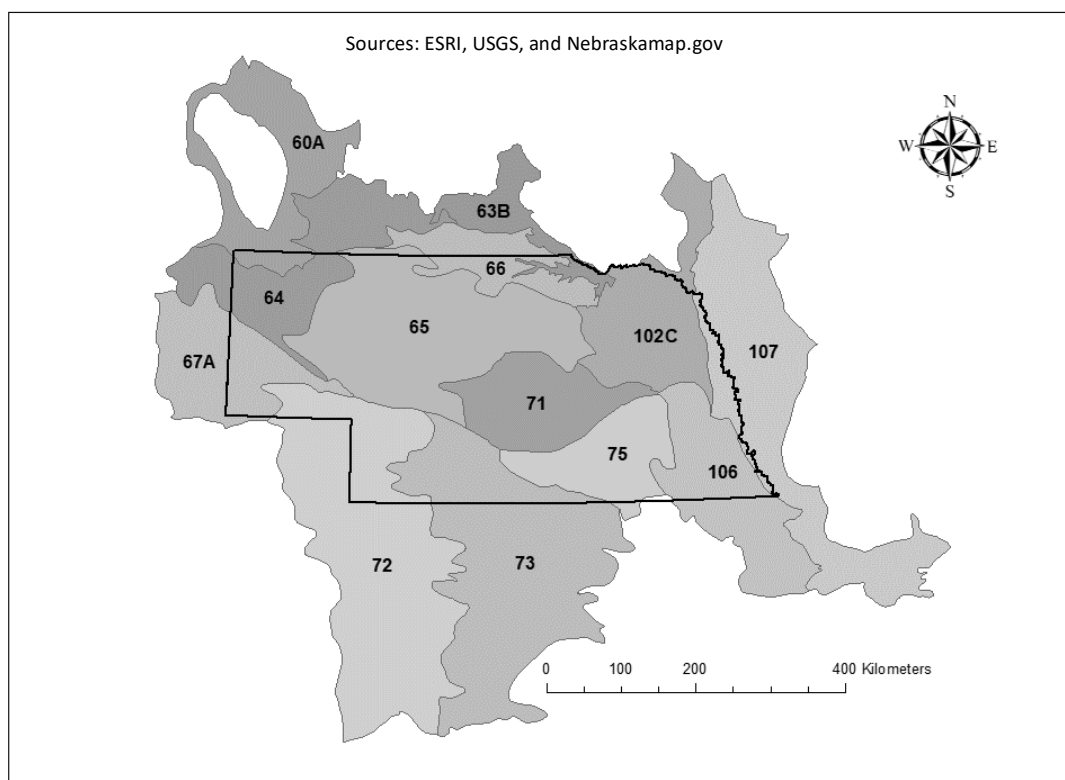 Sources: ESRI, USGS, and Nebraskamap.gov
N
W E
S
60A
63B
66
64
65
102C
67A
107
71
75
106
72
73
0 100 200 400 Kilometers